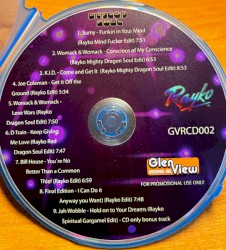 1. Surny - Funkin in Your Mind
(Rayko Mind Fucker Edit) 7:51
2. Womack & Womack - Conscious of My Conscience
(Rayko Mighty Dragon Soul Edit) 6:53
3. K.I.D. - Come and Get It (Rayko Mighty Dragon Soul Edit) 8:53
4. Joe Coleman - Get it Off the
Ground (Rayko Edit) 5:34
5. Womack & Womack -
Love Wars (Rayko
Dragon Soul Edit) 7:50
6. D Train - Keep Giving
Me Love (Rayko Red
Dragon Soul Edit) 7:48
7. Bill House - You'e No
Better Than a Common
Thief (Rayko Edit) 6:59
8. Final Edition - I Can Do it
Anyway you Want) (Rayko Edit) 7:48
9. Jah Wobble - Hold on to Your Dreams (Rayko
Spiritual Gargamel Edit) - CD only bonus track
Rayko
GVRCD002
Glen
View
FOR PROMOTIONAL USE ONLY